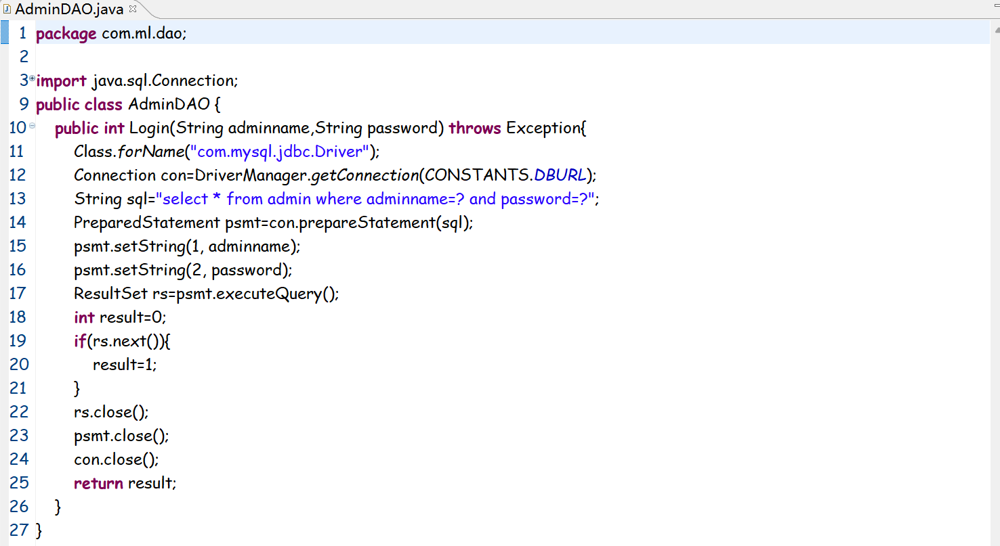 AdminDAO.java
1 package com.ml.dao;
2
3 import java.sql.Connection;
9 public class AdminDAO {
10 public int Login(String adminname,String password) throws Exception{
11 Class.forName("com.mysql.jdbc.Driver");
12 Connection con=DriverManager.getConnection(CONSTANTS.DBURL);
13 String sql="select * from admin where adminname=? and password=?";
14 PreparedStatement psmt=con.prepareStatement(sql);
15 psmt.setString(1, adminname);
16 psmt.setString(2, password);
17 ResultSet rs=psmt.executeQuery();
18 int result=0;
19 if(rs.next()){
20 result=1;
21 }
22 rs.close();
23 psmt.close();
24 con.close();
25 return result;
26 }
27 }